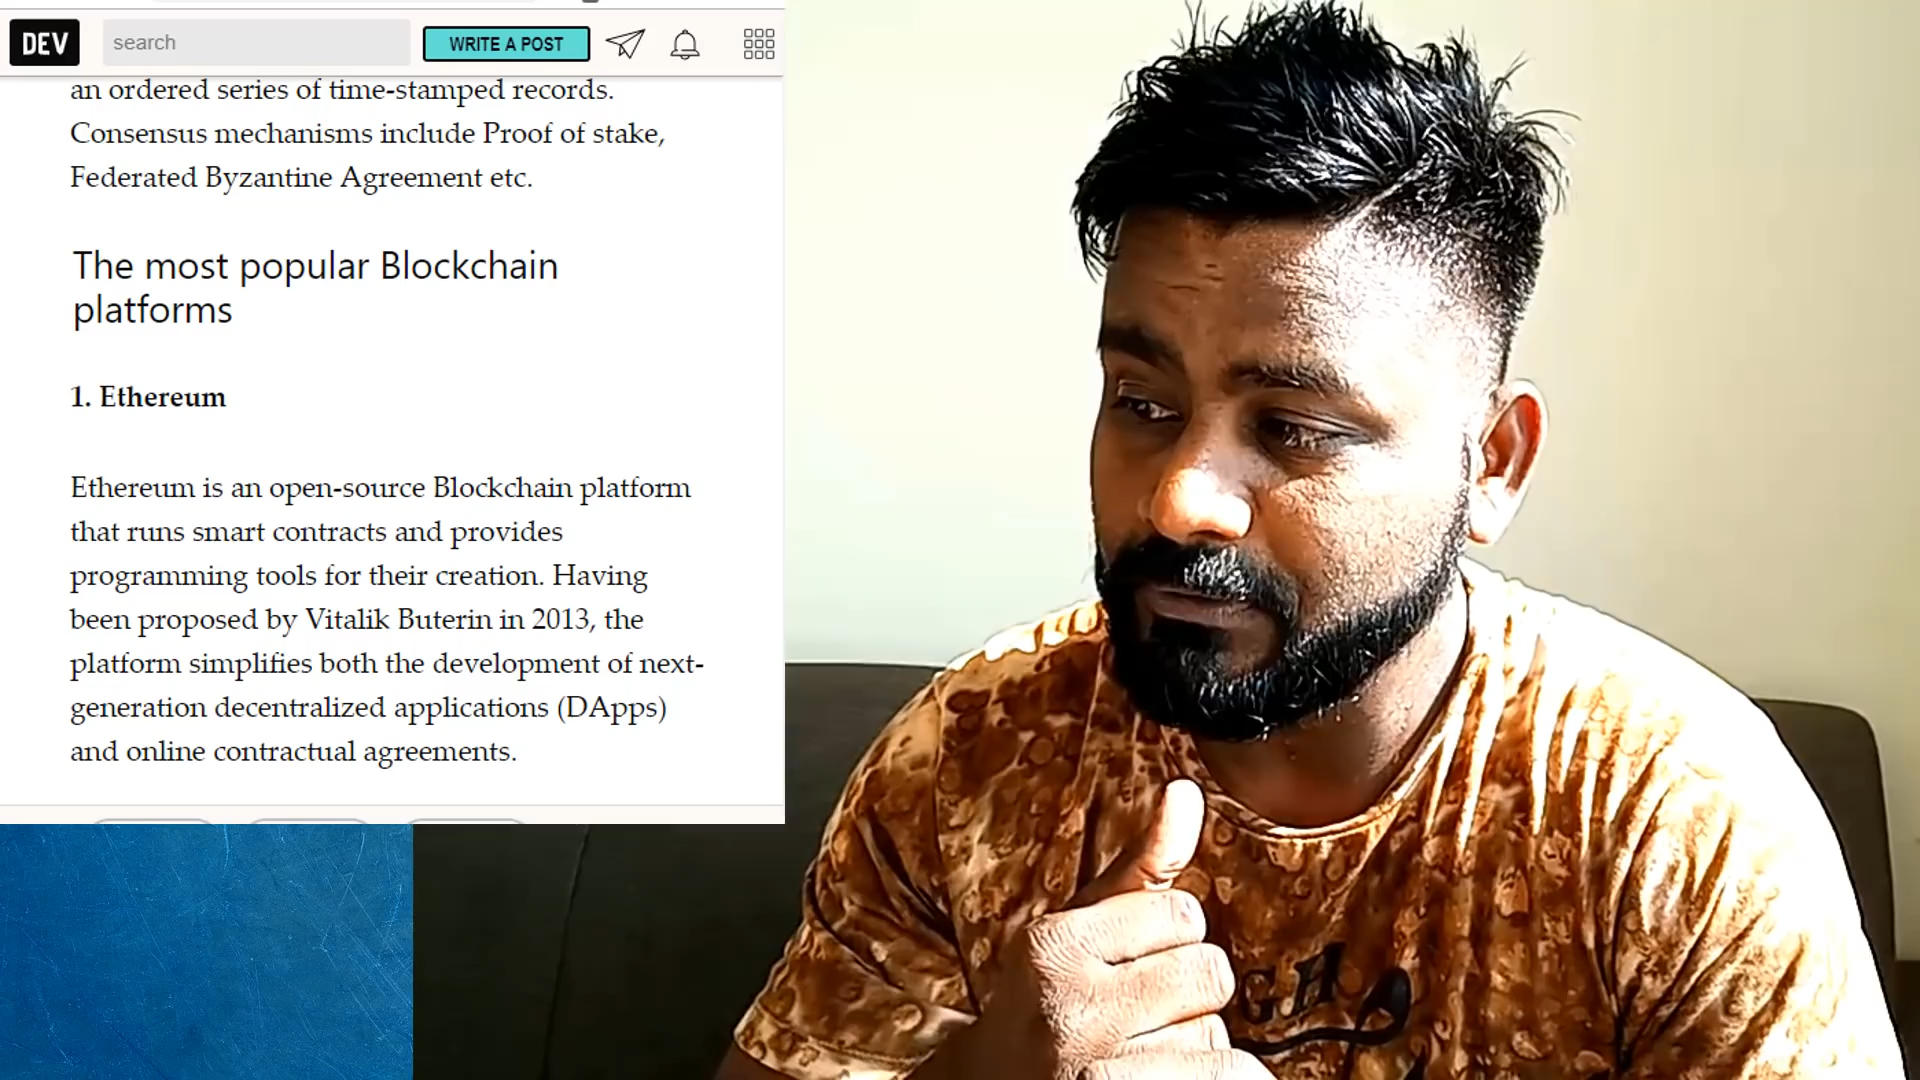 DEV
search
WRITE A POST
an ordered series of time-stamped records.
Consensus mechanisms include Proof of stake,
Federated Byzantine Agreement etc.
The most popular Blockchain
platforms
1. Ethereum
Ethereum is an open-source Blockchain platform
that runs smart contracts and provides
programming tools for their creation. Having
been proposed by Vitalik Buterin in 2013, the
platform simplifies both the development of next-
generation decentralized applications (DApps)
and online contractual agreements.